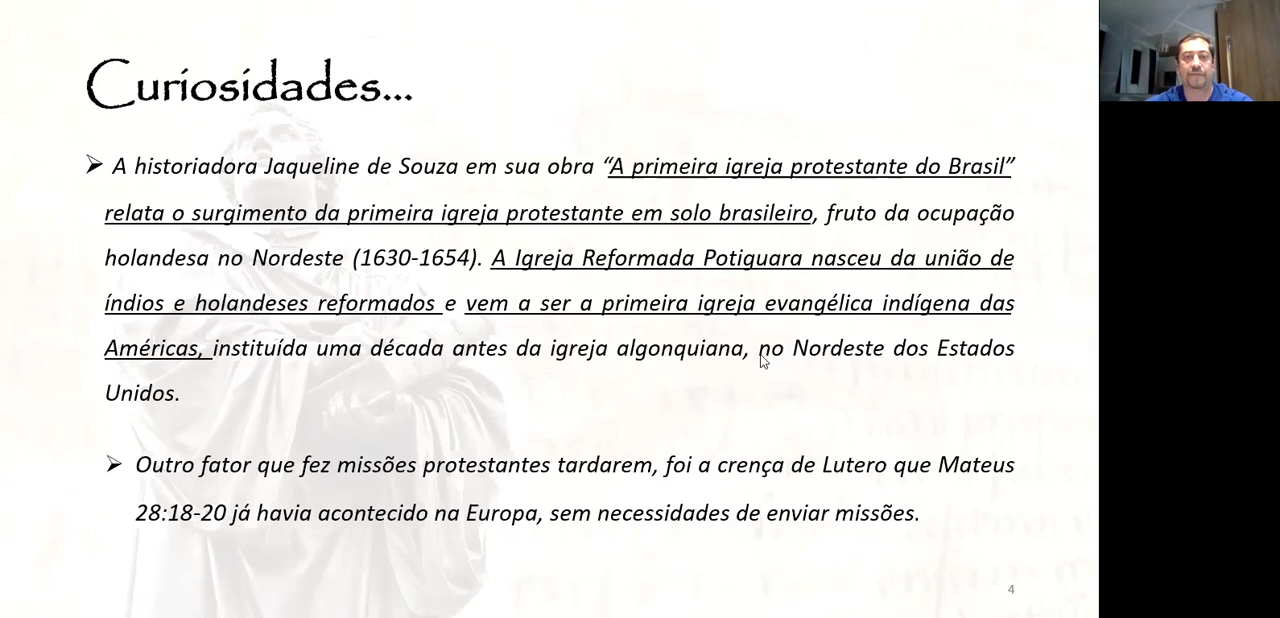 Curiosidades...
➢ A historiadora Jaqueline de Souza em sua obra “A primeira igreja protestante do Brasil”
relata o surgimento da primeira igreja protestante em solo brasileiro, fruto da ocupação
holandesa no Nordeste (1630-1654). A Igreja Reformada Potiguara nasceu da união de
índios e holandeses reformados e vem a ser a primeira igreja evangélica indígena das
Américas, instituída uma década antes da igreja algonquiana, no Nordeste dos Estados
Unidos.
➢ Outro fator que fez missões protestantes tardarem, foi a crença de Lutero que Mateus
28:18-20 já havia acontecido na Europa, sem necessidades de enviar missões.
4